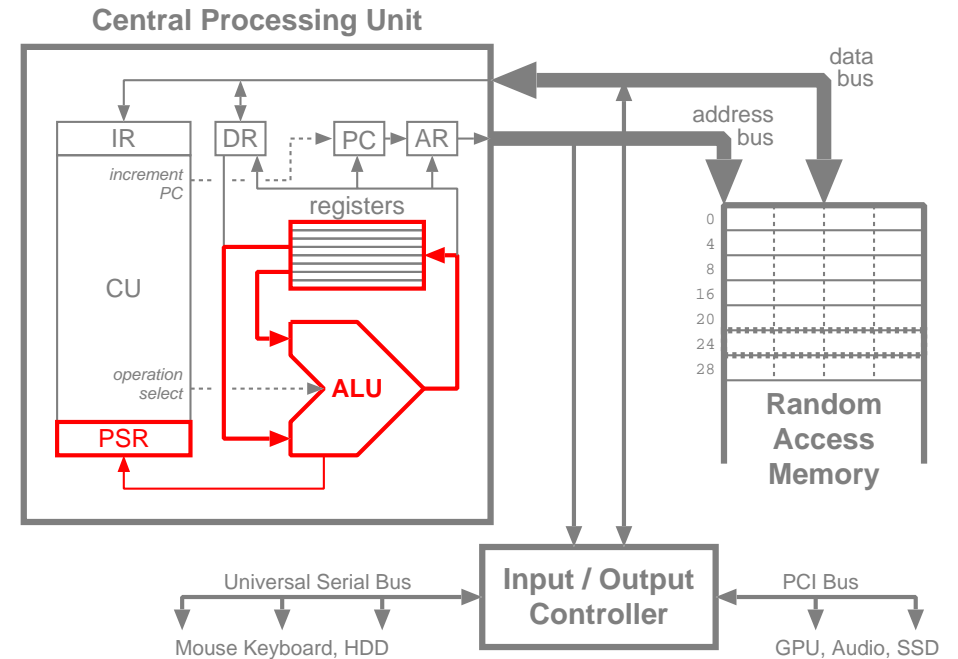 Central Processing Unit
data
bus
address
bus
IR
DR
PC
AR
increment
PC
registers
CU
operation
select
ALU
PSR
0
4
8
16
20
24
28
Random
Access
Memory
Universal Serial Bus
Input / Output
Controller
PCI Bus
Mouse Keyboard, HDD
GPU, Audio, SSD